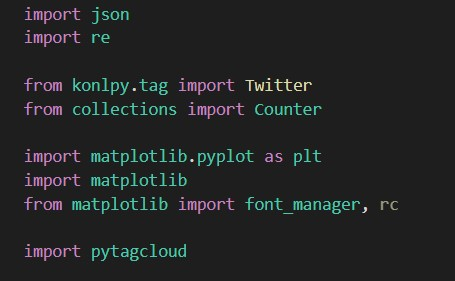 import json
import re
from konlpy.tag import Twitter
from collections import Counter
import matplotlib.pyplot as plt
import matplotlib
from matplotlib import font_manager, rc
import pytagcloud